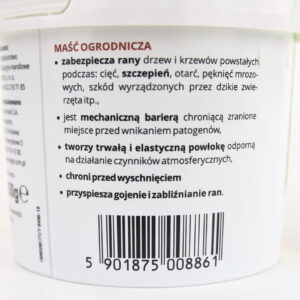 MAŚĆ OGRODNICZA
• zabezpiecza rany drzew i krzewów powstałych
podczas: cięć, szczepień, otarć, pęknięć mrozo-
wych, szkód wyrządzonych przez dzikie zwie-
rzęta itp.,
• jest mechaniczną barierą chroniącą zranione
miejsce przed wnikaniem patogenów,
• tworzy trwałą i elastyczną powłokę odporną
na działanie czynników atmosferycznych,
• chroni przed wyschnięciem
• przyspiesza gojenie i zabliźnianie ran.
5 901875 008861